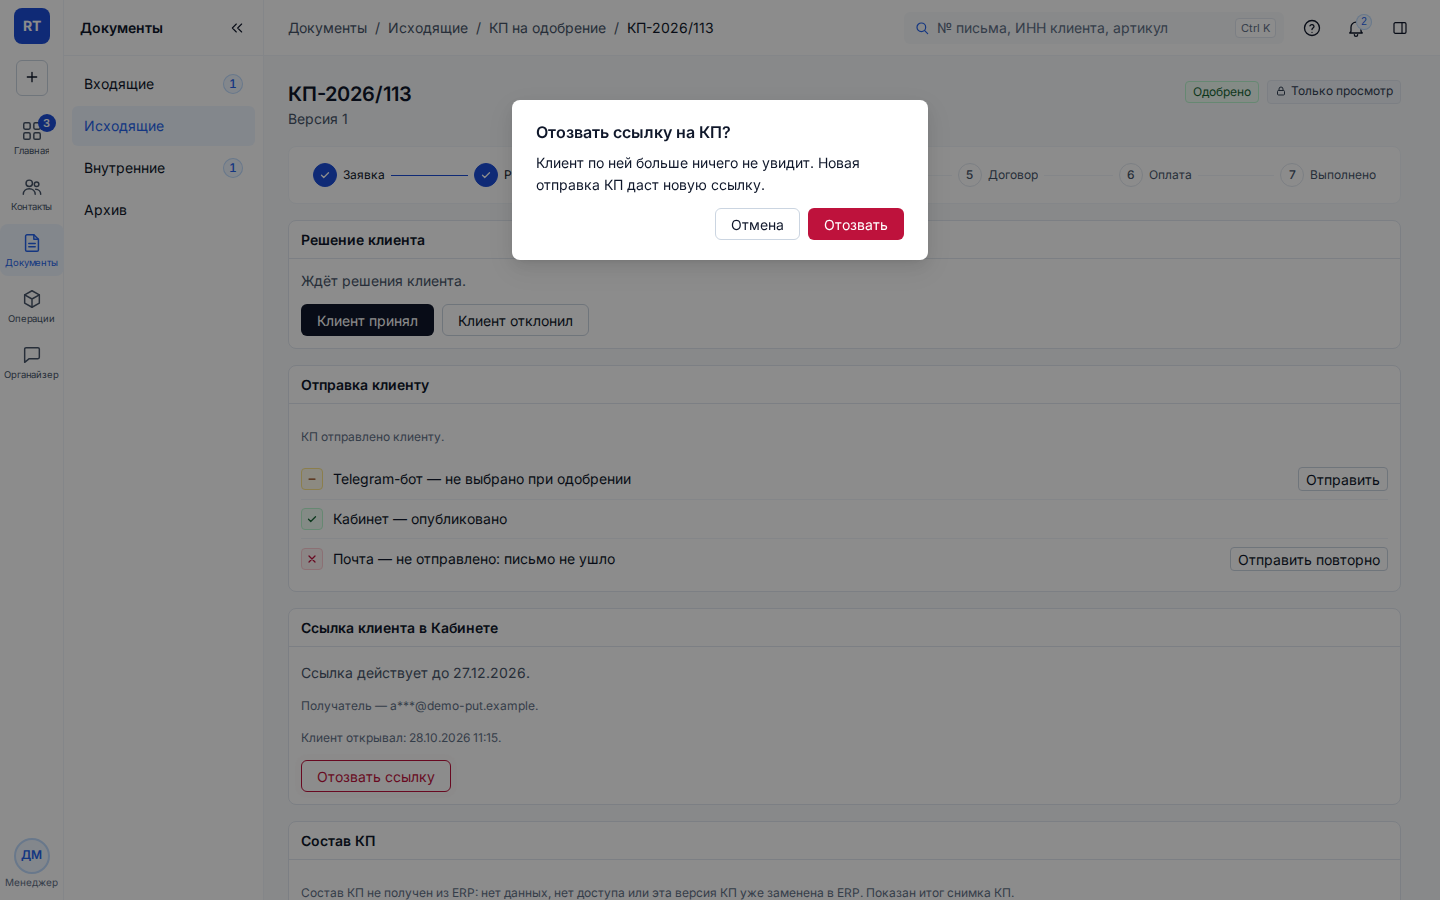 RT
Документы
Документы / Исходящие / КП на одобрение / КП-2026/113
№ письма, ИНН клиента, артикул
Ctrl K
2
3
Главная
Контакты
Документы
Операции
Органайзер
ДМ
Менеджер
Входящие 1
Исходящие
Внутренние 1
Архив
КП-2026/113
Версия 1
Одобрено
Только просмотр
Заявка
5 Договор
6 Оплата
7 Выполнено
Отозвать ссылку на КП?
Клиент по ней больше ничего не увидит. Новая
отправка КП даст новую ссылку.
Отмена
Отозвать
Решение клиента
Ждёт решения клиента.
Клиент принял
Клиент отклонил
Отправка клиенту
КП отправлено клиенту.
Telegram-бот — не выбрано при одобрении
Отправить
Кабинет — опубликовано
Почта — не отправлено: письмо не ушло
Отправить повторно
Ссылка клиента в Кабинете
Ссылка действует до 27.12.2026.
Получатель — a***@demo-put.example.
Клиент открывал: 28.10.2026 11:15.
Отозвать ссылку
Состав КП
Состав КП не получен из ERP: нет данных, нет доступа или эта версия КП уже заменена в ERP. Показан итог снимка КП.